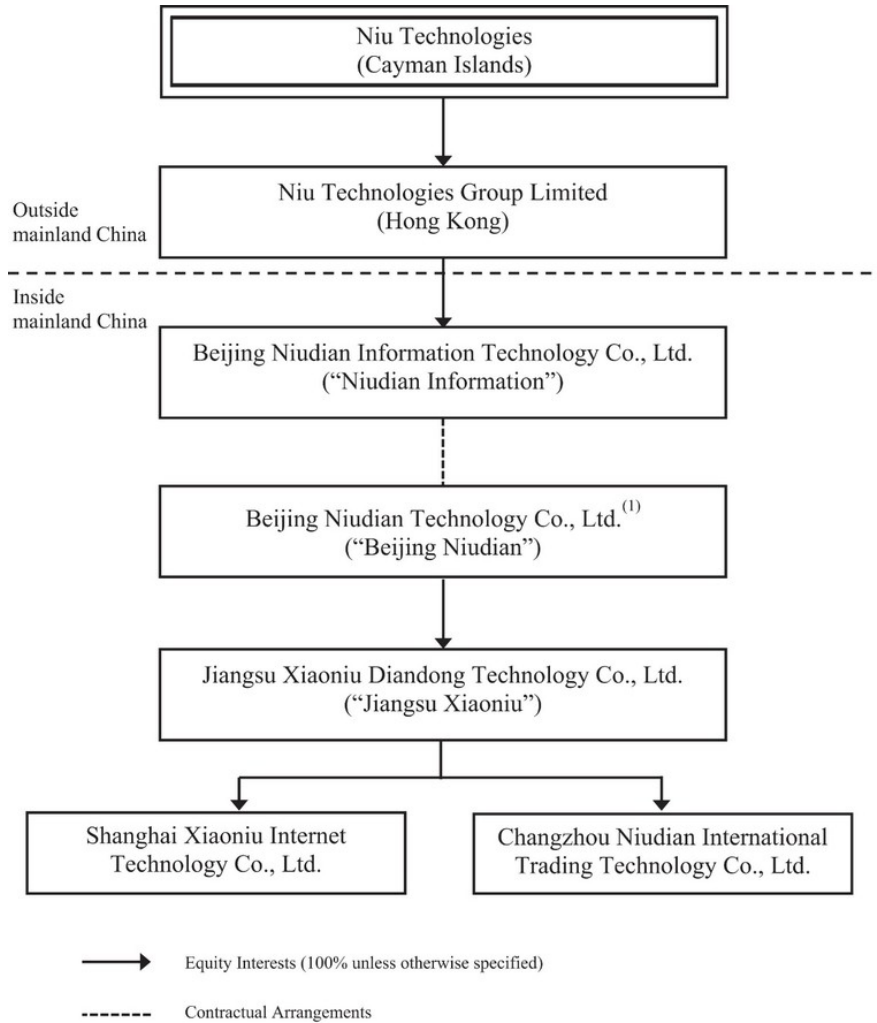 Niu Technologies
(Cayman Islands)
Niu Technologies Group Limited
(Hong Kong)
Outside
mainland China
Inside
mainland China
Beijing Niudian Information Technology Co., Ltd.
(“Niudian Information”)
Beijing Niudian Technology Co., Ltd.(1)
(“Beijing Niudian”)
Jiangsu Xiaoniu Diandong Technology Co., Ltd.
(“Jiangsu Xiaoniu”)
Shanghai Xiaoniu Internet
Technology Co., Ltd.
Changzhou Niudian International
Trading Technology Co., Ltd.
Equity Interests (100% unless otherwise specified)
Contractual Arrangements